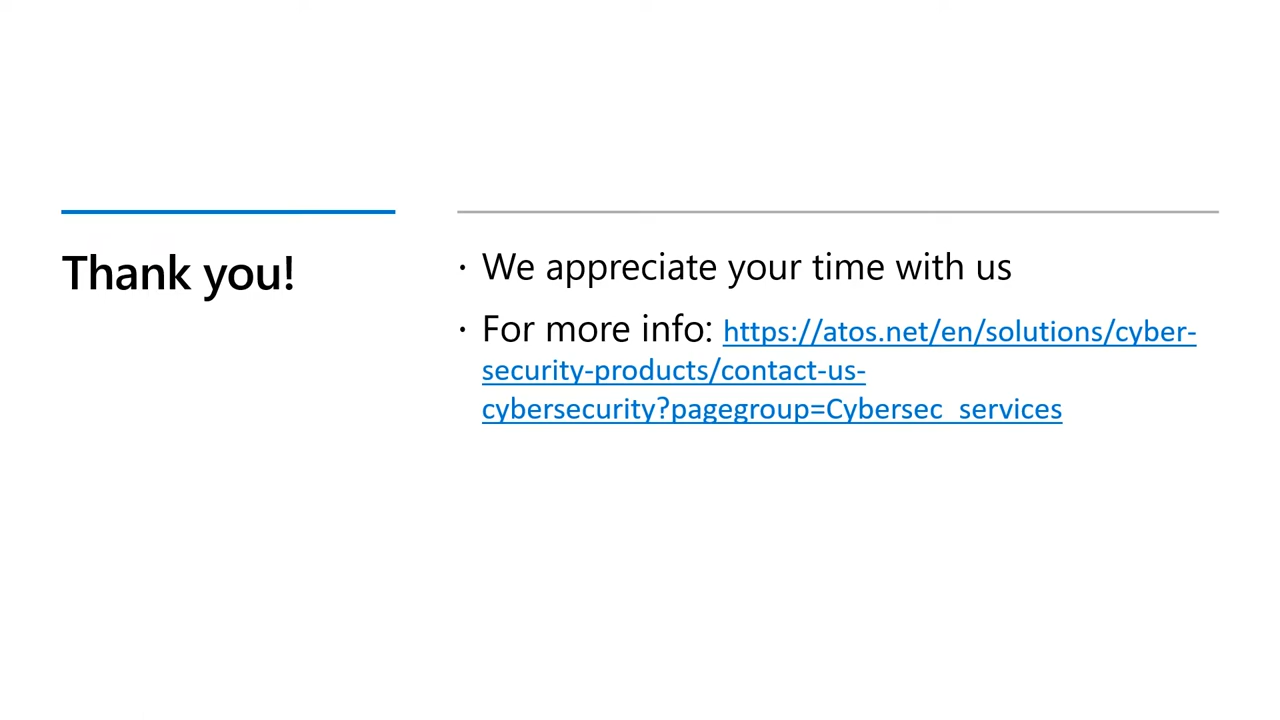 Thank you!
· We appreciate your time with us
· For more info: https://atos.net/en/solutions/cyber-
security-products/contact-us-
cybersecurity?pagegroup=Cybersec_services